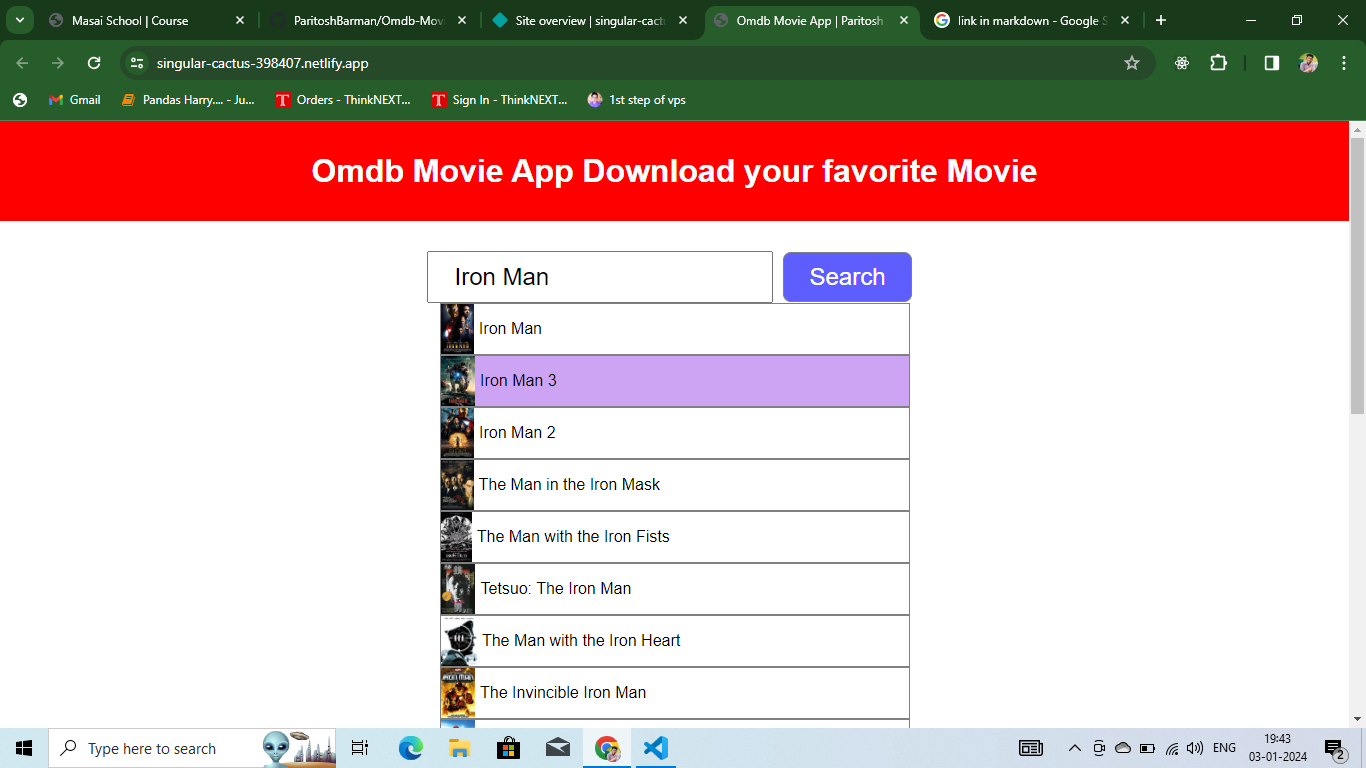 Masai School | Course
ParitoshBarman/Omdb-Mov
Site overview | singular-cact
Omdb Movie App | Paritosh
link in markdown - Google S
singular-cactus-398407.netlify.app
Gmail
Pandas Harry.... - Ju...
Orders - ThinkNEXT...
Sign In - ThinkNEXT...
1st step of vps
Omdb Movie App Download your favorite Movie
Iron Man
Search
Iron Man
Iron Man 3
Iron Man 2
The Man in the Iron Mask
The Man with the Iron Fists
Tetsuo: The Iron Man
The Man with the Iron Heart
The Invincible Iron Man
Type here to search
ENG
19:43
03-01-2024
2